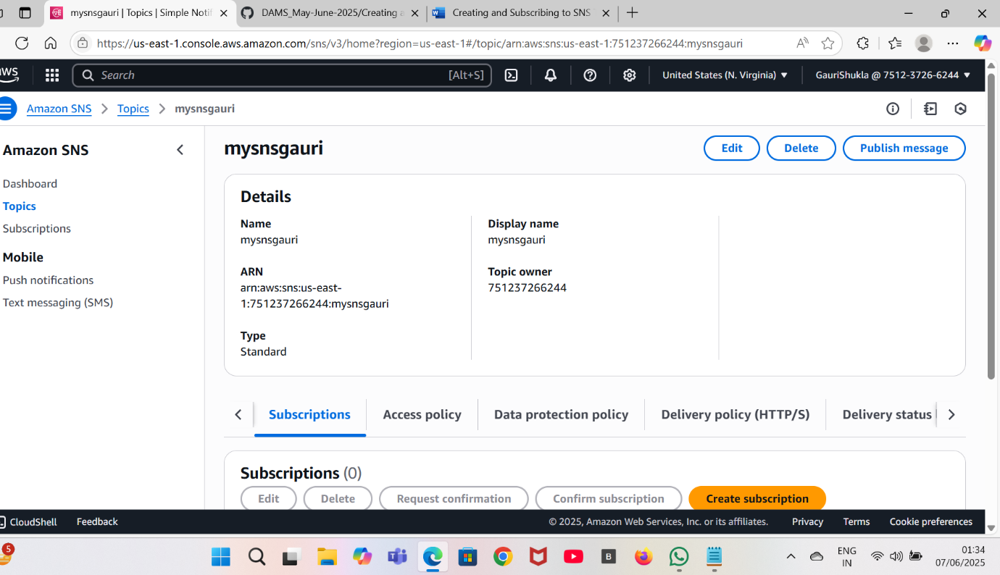 mysnsgauri | Topics | Simple Notif
DAMS_May-June-2025/Creating a
Creating and Subscribing to SNS
https://us-east-1.console.aws.amazon.com/sns/v3/home?region=us-east-1#/topic/arn:aws:sns:us-east-1:751237266244:mysnsgauri
aws
Search
[Alt+S]
United States (N. Virginia)
GauriShukla @ 7512-3726-6244
Amazon SNS
Topics
mysnsgauri
Amazon SNS
Dashboard
Topics
Subscriptions
Mobile
Push notifications
Text messaging (SMS)
mysnsgauri
Edit
Delete
Publish message
Details
Name
mysnsgauri
ARN
arn:aws:sns:us-east-
1:751237266244:mysnsgauri
Type
Standard
Display name
mysnsgauri
Topic owner
751237266244
Subscriptions
Access policy
Data protection policy
Delivery policy (HTTP/S)
Delivery status
Subscriptions (0)
Edit
Delete
Request confirmation
Confirm subscription
Create subscription
CloudShell
Feedback
© 2025, Amazon Web Services, Inc. or its affiliates.
Privacy
Terms
Cookie preferences
5
B
ENG
IN
01:34
07/06/2025